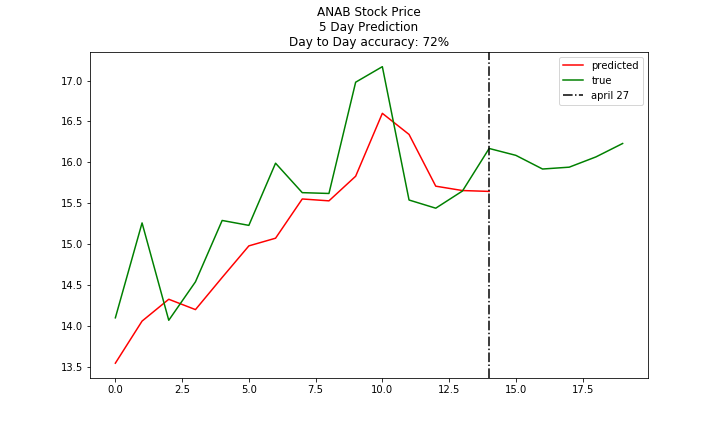 ANAB Stock Price
5 Day Prediction
Day to Day accuracy: 72%
predicted
true
april 27
17.0
16.5
16.0
15.5
15.0
14.5
14.0
13.5
0.0 2.5 5.0 7.5 10.0 12.5 15.0 17.5